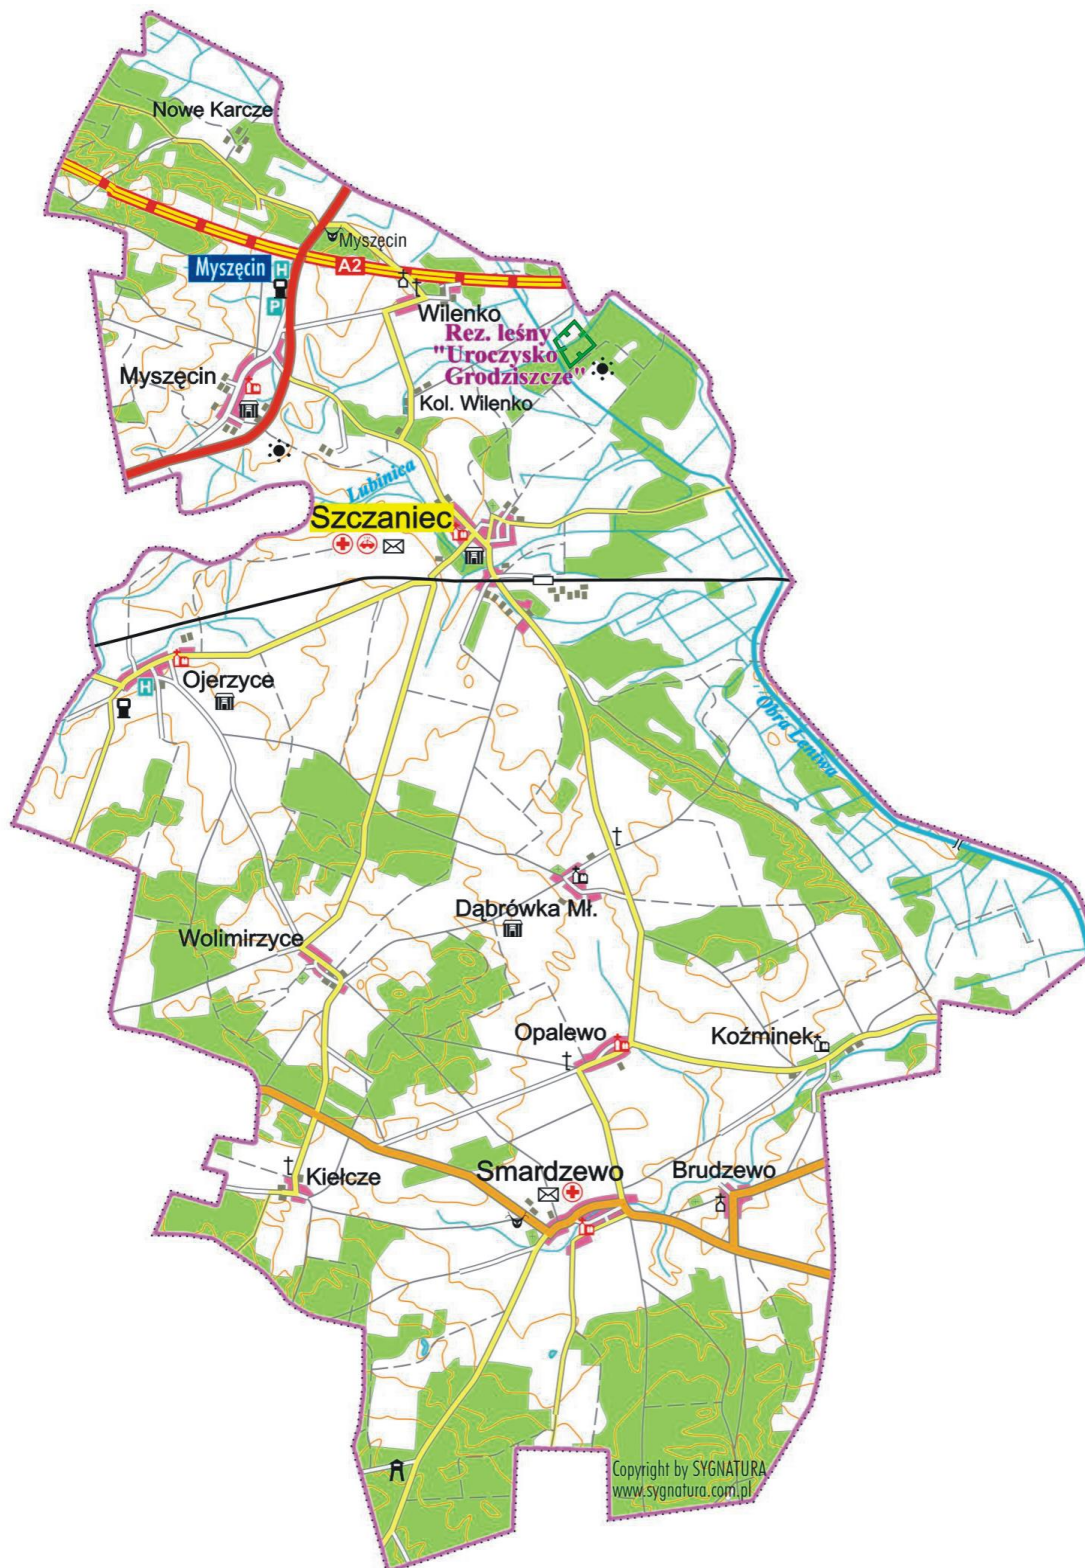 Nowe Karcze
Myszęcin
Myszęcin
H
A2
P
Wilenko
Rez. leśny
"Uroczysko
Grodziszcze"
Myszęcin
Kol. Wilenko
Lubinica
Szczaniec
Ojerzyce
H
Obra Leniwa
Dąbrówka Mł.
Wolimirzyce
Opalewo
Koźminek
Smardzewo
Brudzewo
Kiełcze
Copyright by SYGNATURA
www.sygnatura.com.pl